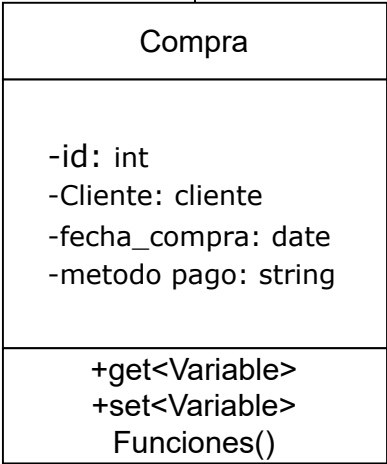 Compra
-id: int
-Cliente: cliente
-fecha_compra: date
-metodo pago: string
+get<Variable>
+set<Variable>
Funciones()